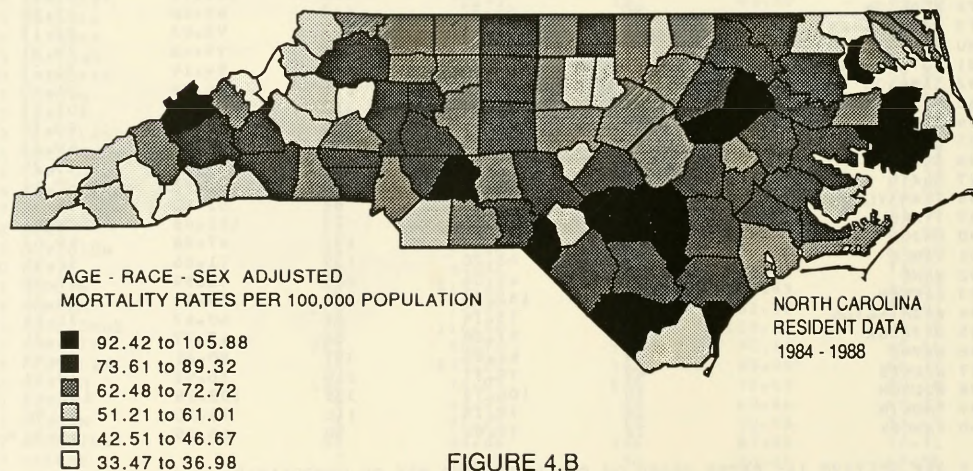 AGE - RACE - SEX ADJUSTED
MORTALITY RATES PER 100,000 POPULATION
92.42 to 105.88
73.61 to 89.32
62.48 to 72.72
51.21 to 61.01
42.51 to 46.67
33.47 to 36.98
NORTH CAROLINA
RESIDENT DATA
1984 - 1988
FIGURE 4.B